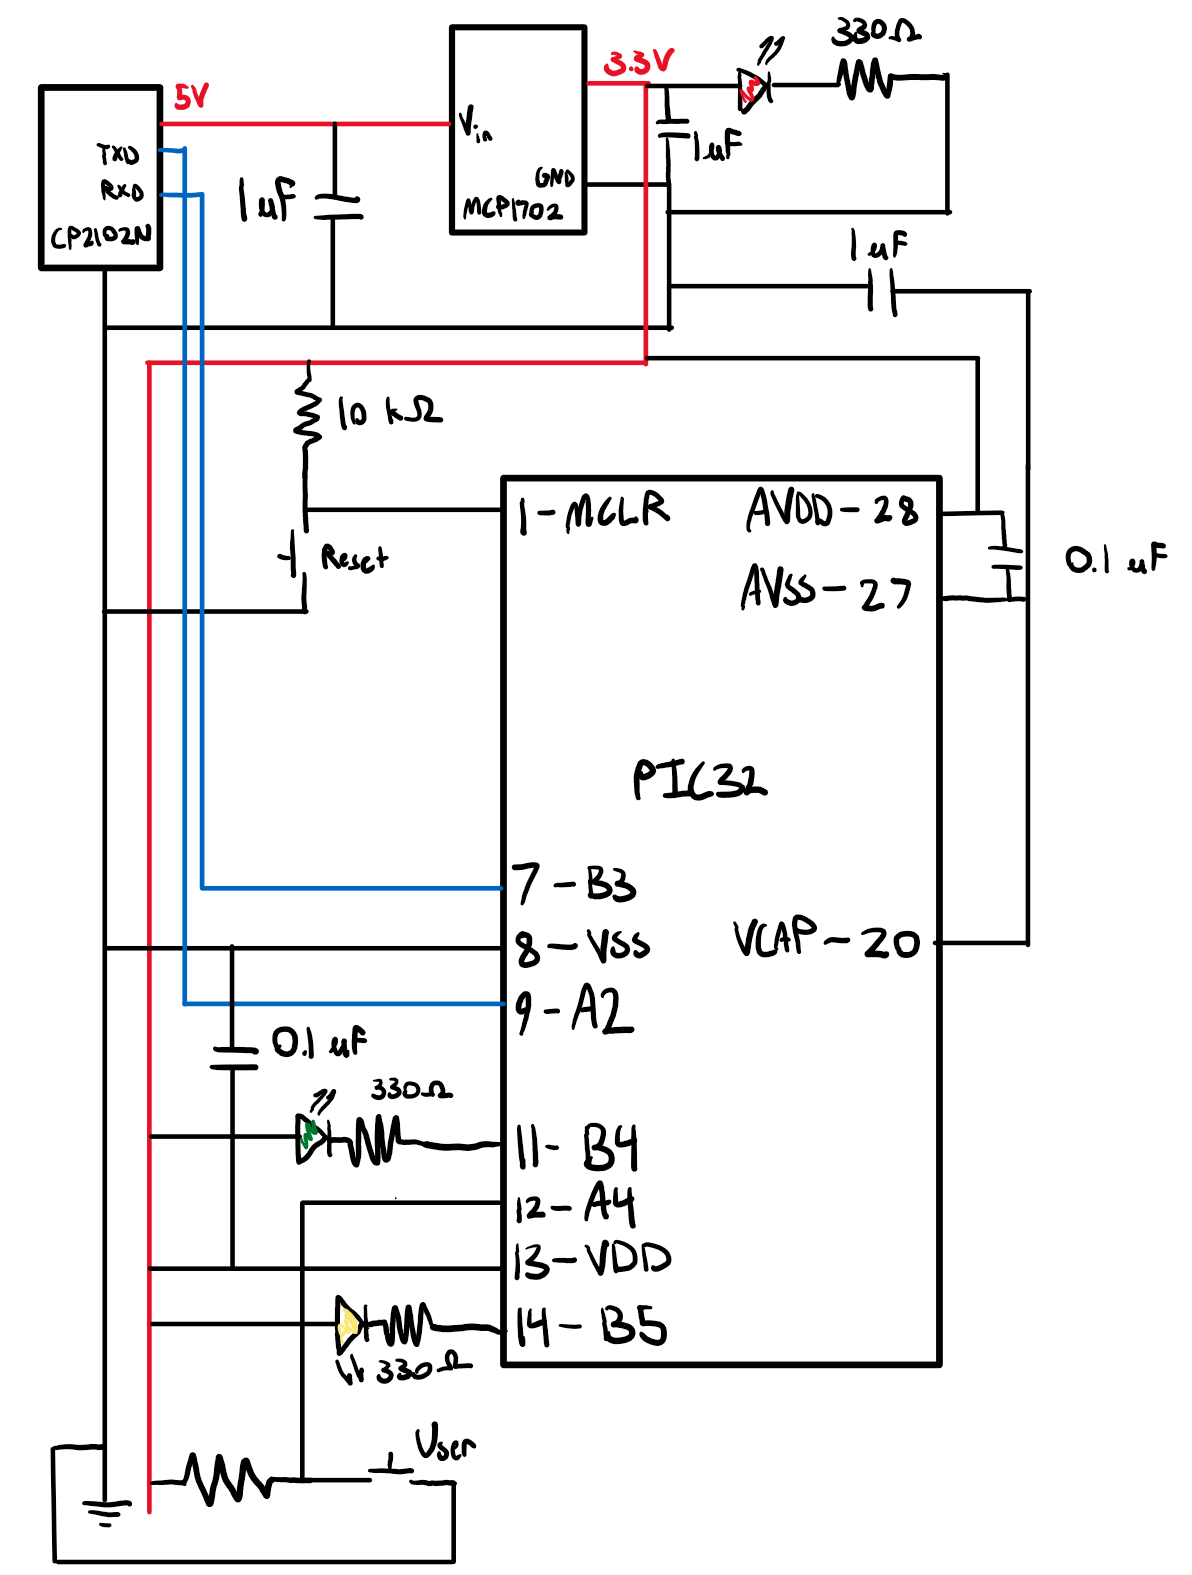 330Ω
3.3V
5V
Vin
1uF
TXD
GND
RXD
1uF
MCP1702
CP2102N
1uF
10 kΩ
1-MCLR
AVDD-28
Reset
0.1 uF
AVSS-27
PIC32
7-B3
8-VSS
VCAP-20
9-A2
0.1 uF
330Ω
11-B4
12-A4
13-VDD
14-B5
330Ω
User